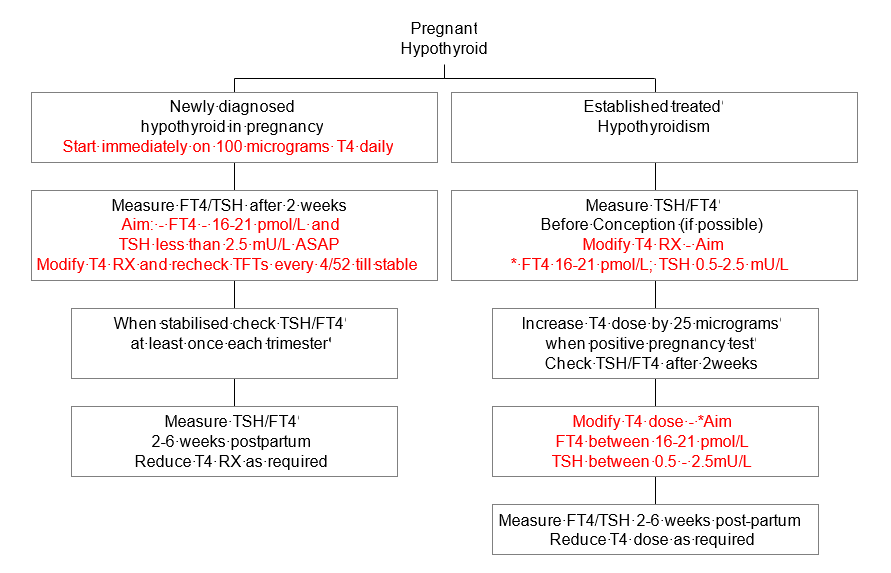 Pregnant
Hypothyroid
Newly diagnosed
hypothyroid in pregnancy
Start immediately on 100 micrograms T4 daily
Measure FT4/TSH after 2 weeks
Aim: - FT4 - 16-21 pmol/L and
TSH less than 2.5 mU/L ASAP
Modify T4 RX and recheck TFTs every 4/52 till stable
When stabilised check TSH/FT4
at least once each trimester
Measure TSH/FT4
2-6 weeks postpartum
Reduce T4 RX as required
Established treated
Hypothyroidism
Measure TSH/FT4
Before Conception (if possible)
Modify T4 RX - Aim
* FT4 16-21 pmol/L; TSH 0.5-2.5 mU/L
Increase T4 dose by 25 micrograms
when positive pregnancy test
Check TSH/FT4 after 2weeks
Modify T4 dose - *Aim
FT4 between 16-21 pmol/L
TSH between 0.5 - 2.5mU/L
Measure FT4/TSH 2-6 weeks post-partum
Reduce T4 dose as required